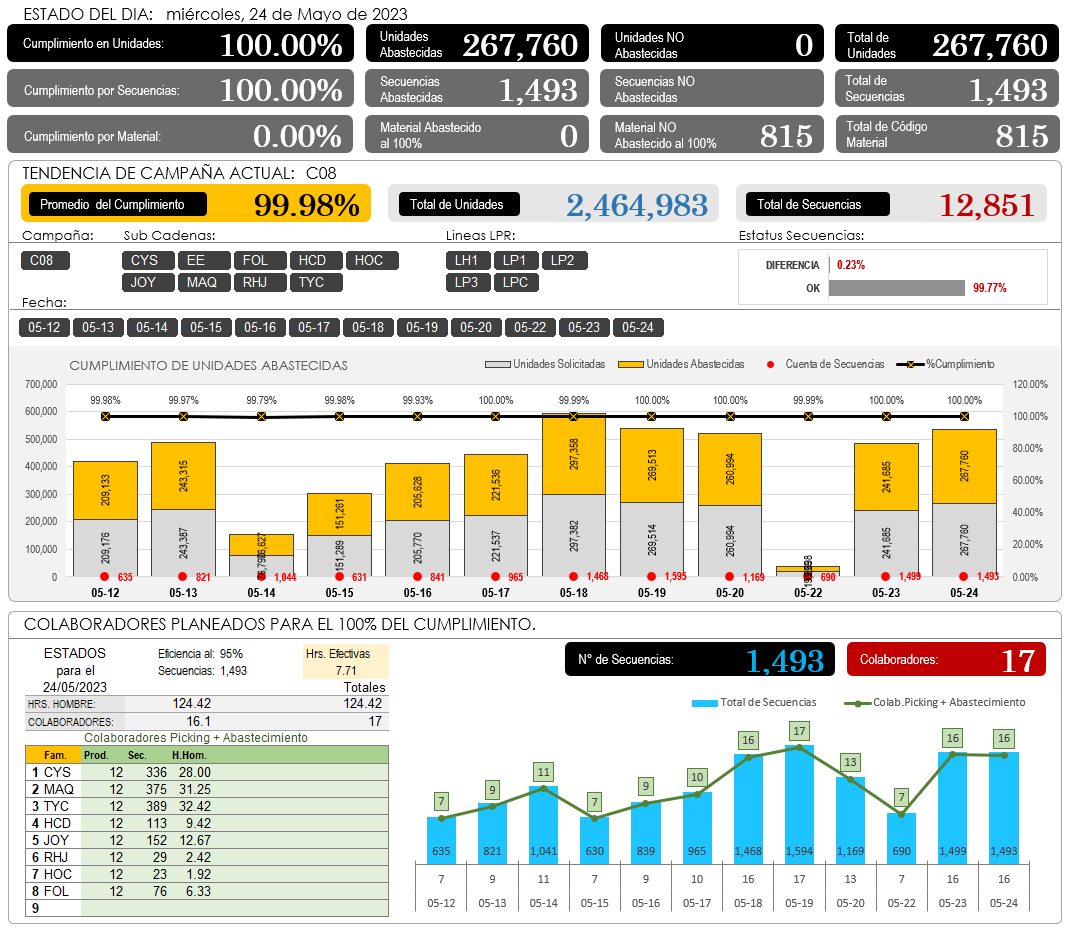 ESTADO DEL DIA: miércoles, 24 de Mayo de 2023
Cumplimiento en Unidades: 100.00%
Unidades Abastecidas 267,760
Unidades NO Abastecidas 0
Total de Unidades 267,760
Cumplimiento por Secuencias: 100.00%
Secuencias Abastecidas 1,493
Secuencias NO Abastecidas
Total de Secuencias 1,493
Cumplimiento por Material: 0.00%
Material Abastecido al 100% 0
Material NO Abastecido al 100% 815
Total de Código Material 815
TENDENCIA DE CAMPAÑA ACTUAL: C08
Promedio del Cumplimiento 99.98%
Total de Unidades 2,464,983
Total de Secuencias 12,851
Campaña: Sub Cadenas: Lineas LPR: Estatus Secuencias:
C08 CYS EE FOL HCD HOC LH1 LP1 LP2
JOY MAQ RHJ TYC LP3 LPC
DIFERENCIA 0.23%
OK 99.77%
Fecha:
05-12 05-13 05-14 05-15 05-16 05-17 05-18 05-19 05-20 05-22 05-23 05-24
CUMPLIMIENTO DE UNIDADES ABASTECIDAS
Unidades Solicitadas Unidades Abastecidas Cuenta de Secuencias %Cumplimiento
700,000
600,000
500,000
400,000
300,000
200,000
100,000
0
120.00%
100.00%
80.00%
60.00%
40.00%
20.00%
0.00%
99.98% 99.97% 99.79% 99.98% 99.93% 100.00% 99.99% 100.00% 100.00% 99.99% 100.00% 100.00%
209,133 243,315 151,261 205,628 221,536 297,358 269,513 260,994 241,685 267,760
209,176 243,387 151,289 205,770 221,537 297,382 269,514 260,994 241,685 267,760
635 821 1,044 631 841 965 1,468 1,595 1,169 690 1,499 1,493
05-12 05-13 05-14 05-15 05-16 05-17 05-18 05-19 05-20 05-22 05-23 05-24
COLABORADORES PLANEADOS PARA EL 100% DEL CUMPLIMIENTO.
ESTADOS para el 24/05/2023
Eficiencia al: 95%
Secuencias: 1,493
Hrs. Efectivas
7.71
Totales
HRS. HOMBRE: 124.42 124.42
COLABORADORES: 16.1 17
Colaboradores Picking + Abastecimiento
Fam. Prod. Sec. H.Hom.
1 CYS 12 336 28.00
2 MAQ 12 375 31.25
3 TYC 12 389 32.42
4 HCD 12 113 9.42
5 JOY 12 152 12.67
6 RHJ 12 29 2.42
7 HOC 12 23 1.92
8 FOL 12 76 6.33
9
N° de Secuencias: 1,493
Colaboradores: 17
Total de Secuencias Colab.Picking + Abastecimiento
7 9 11 7 9 10 16 17 13 7 16 16
635 821 1,041 630 839 965 1,468 1,594 1,169 690 1,499 1,493
7 9 11 7 9 10 16 17 13 7 16 16
05-12 05-13 05-14 05-15 05-16 05-17 05-18 05-19 05-20 05-22 05-23 05-24